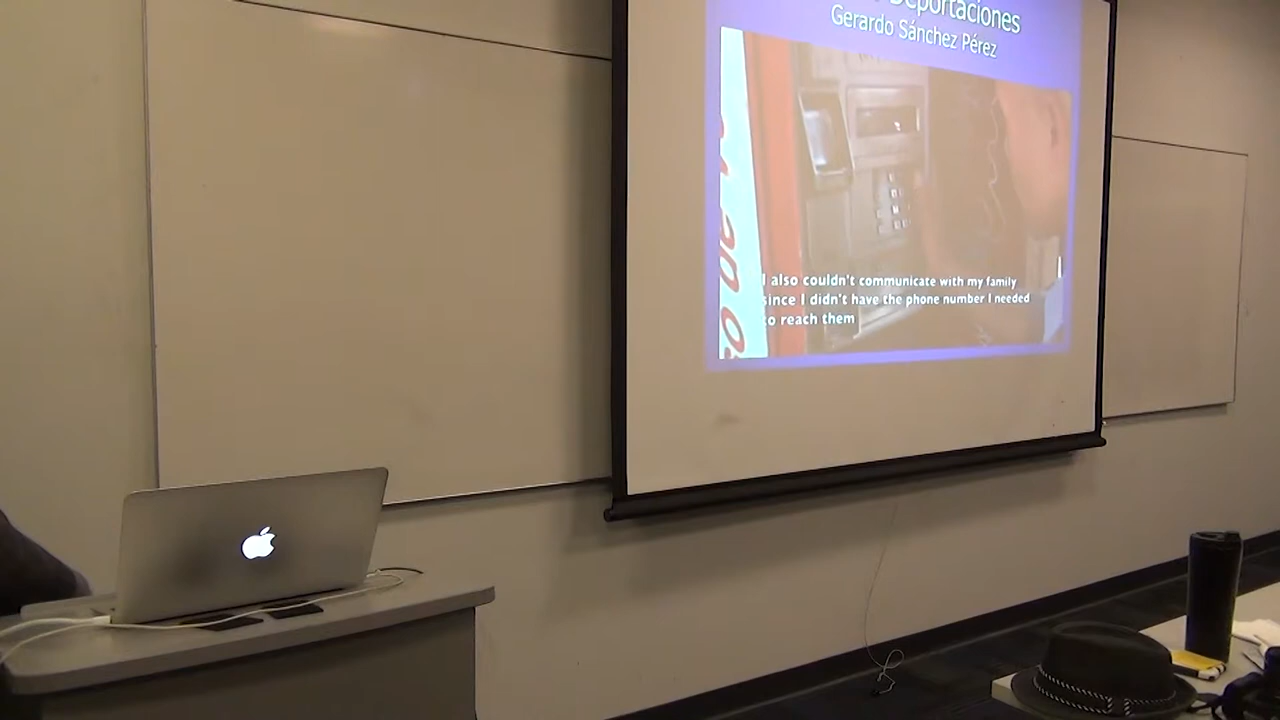 Deportaciones
Gerardo Sánchez Pérez
I also couldn't communicate with my family
since I didn't have the phone number I needed
to reach them